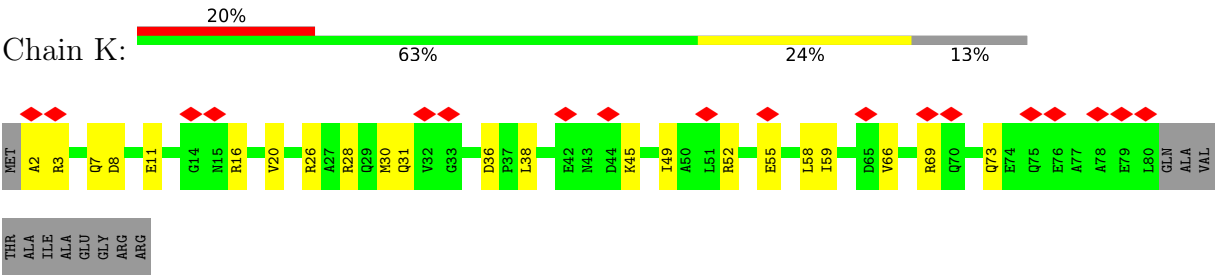 20%
Chain K:
63% 24% 13%
MET A2 R3 Q7 D8 E11 G14 N15 R16 V20 R26 A27 R28 Q29 M30 Q31 V32 G33 D36 P37 L38 E42 N43 D44 K45 I49 A50 L51 R52 E55 L58 I59 D65 V66 R69 Q70 Q73 E74 Q75 E76 A77 A78 E79 L80 GLN ALA VAL
THR ALA ILE ALA GLU GLY ARG ARG